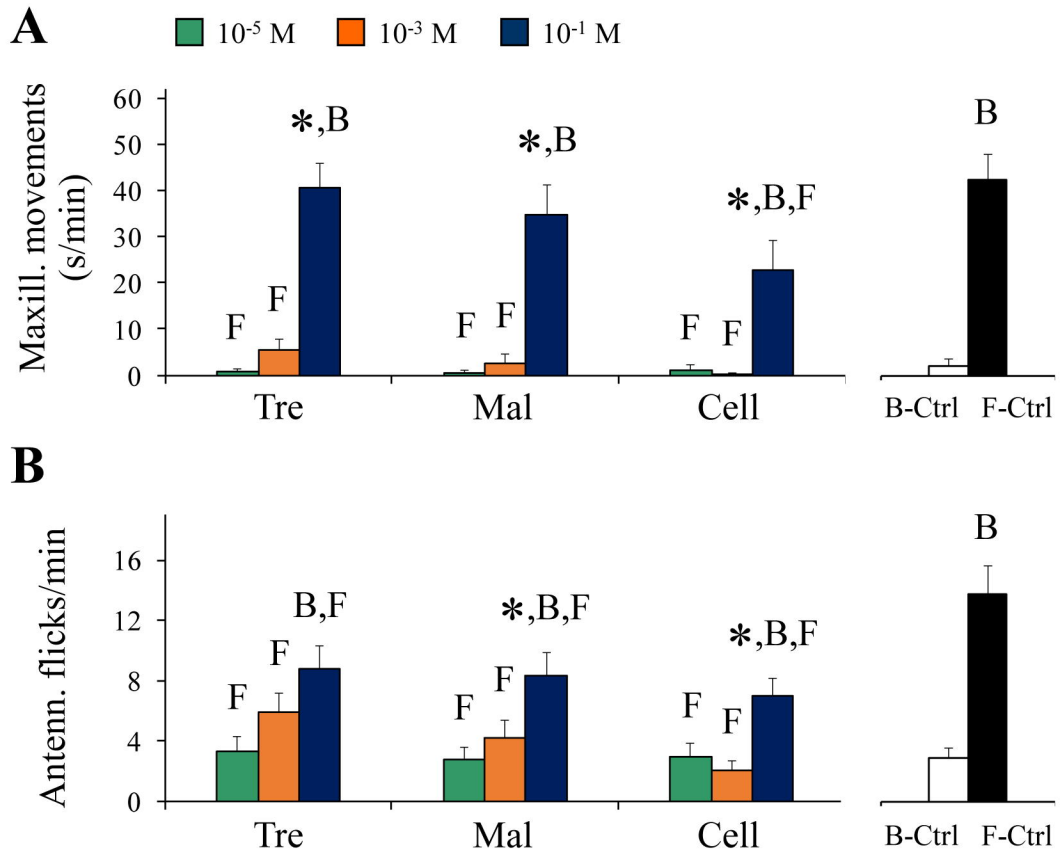 A
10⁻⁵ M 10⁻³ M 10⁻¹ M
Maxill. movements
(s/min)
60
50
40
30
20
10
0
F F *,B
F F *,B
F F *,B,F
B
Tre Mal Cell B-Ctrl F-Ctrl
B
Antenn. flicks/min
16
12
8
4
0
F F B,F
F F *,B,F
F F *,B,F
B
Tre Mal Cell B-Ctrl F-Ctrl